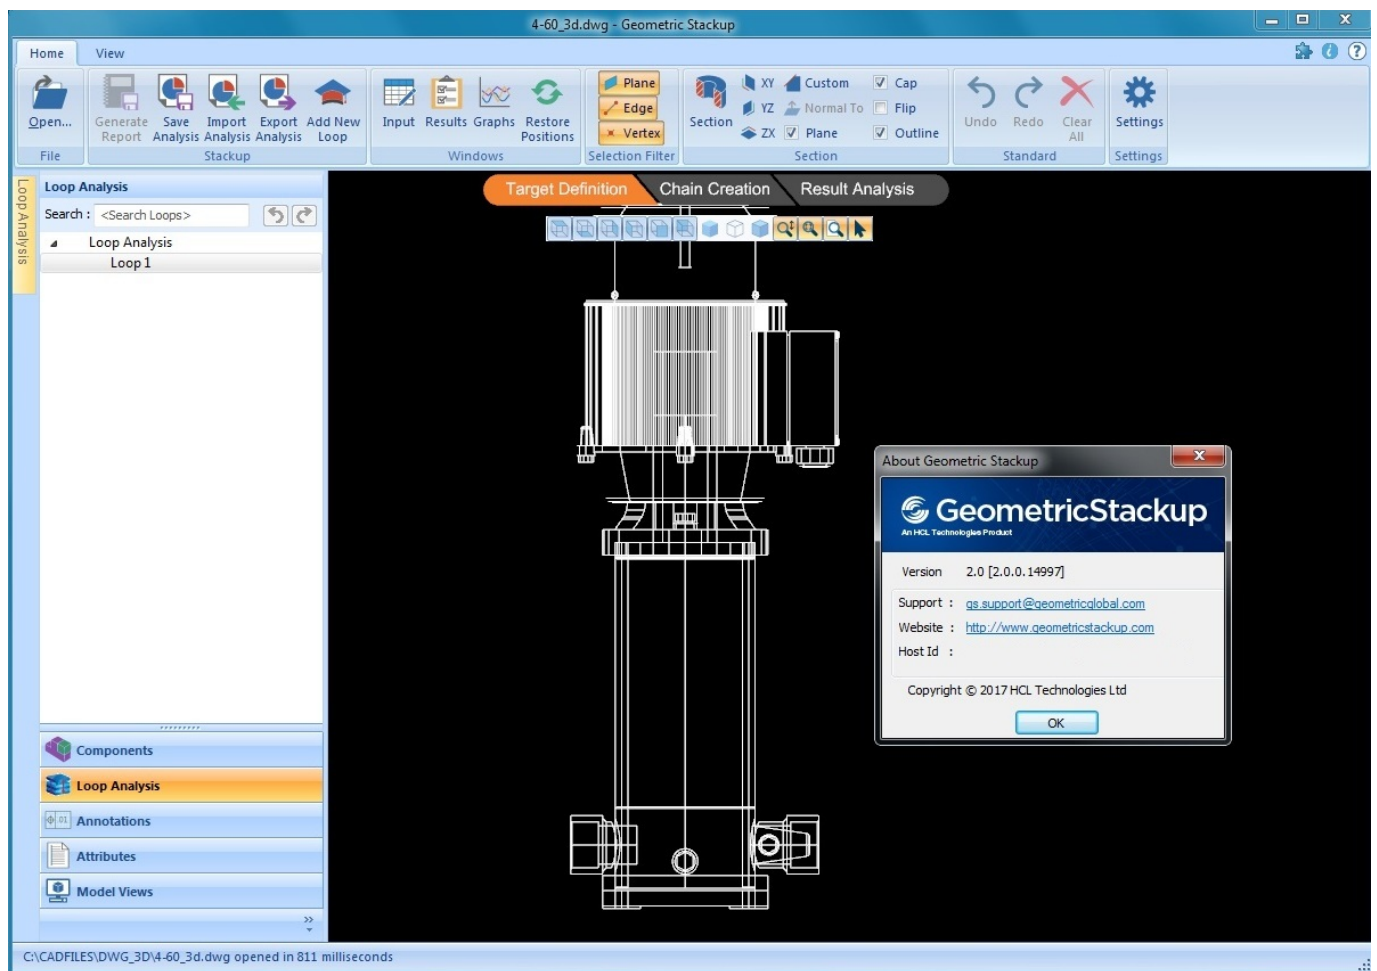 4-60_3d.dwg - Geometric Stackup
Home View
Open... Generate Report Save Analysis Import Analysis Export Analysis Add New Loop Input Results Graphs Restore Positions
Plane
Edge
Vertex
Section XY YZ ZX Custom Normal To Plane Cap Flip Outline
Undo Redo Clear All Settings
File Stackup Windows Selection Filter Section Standard Settings
Loop Analysis
Loop Analysis
Target Definition Chain Creation Result Analysis
Search : <Search Loops>
Loop Analysis
Loop 1
About Geometric Stackup
GeometricStackup
An HCL Technologies Product
Version 2.0 [2.0.0.14997]
Support : gs.support@geometricglobal.com
Website : http://www.geometricstackup.com
Host Id :
Copyright © 2017 HCL Technologies Ltd
OK
Components
Loop Analysis
.01 Annotations
Attributes
Model Views
C:\CADFILES\DWG_3D\4-60_3d.dwg opened in 811 milliseconds